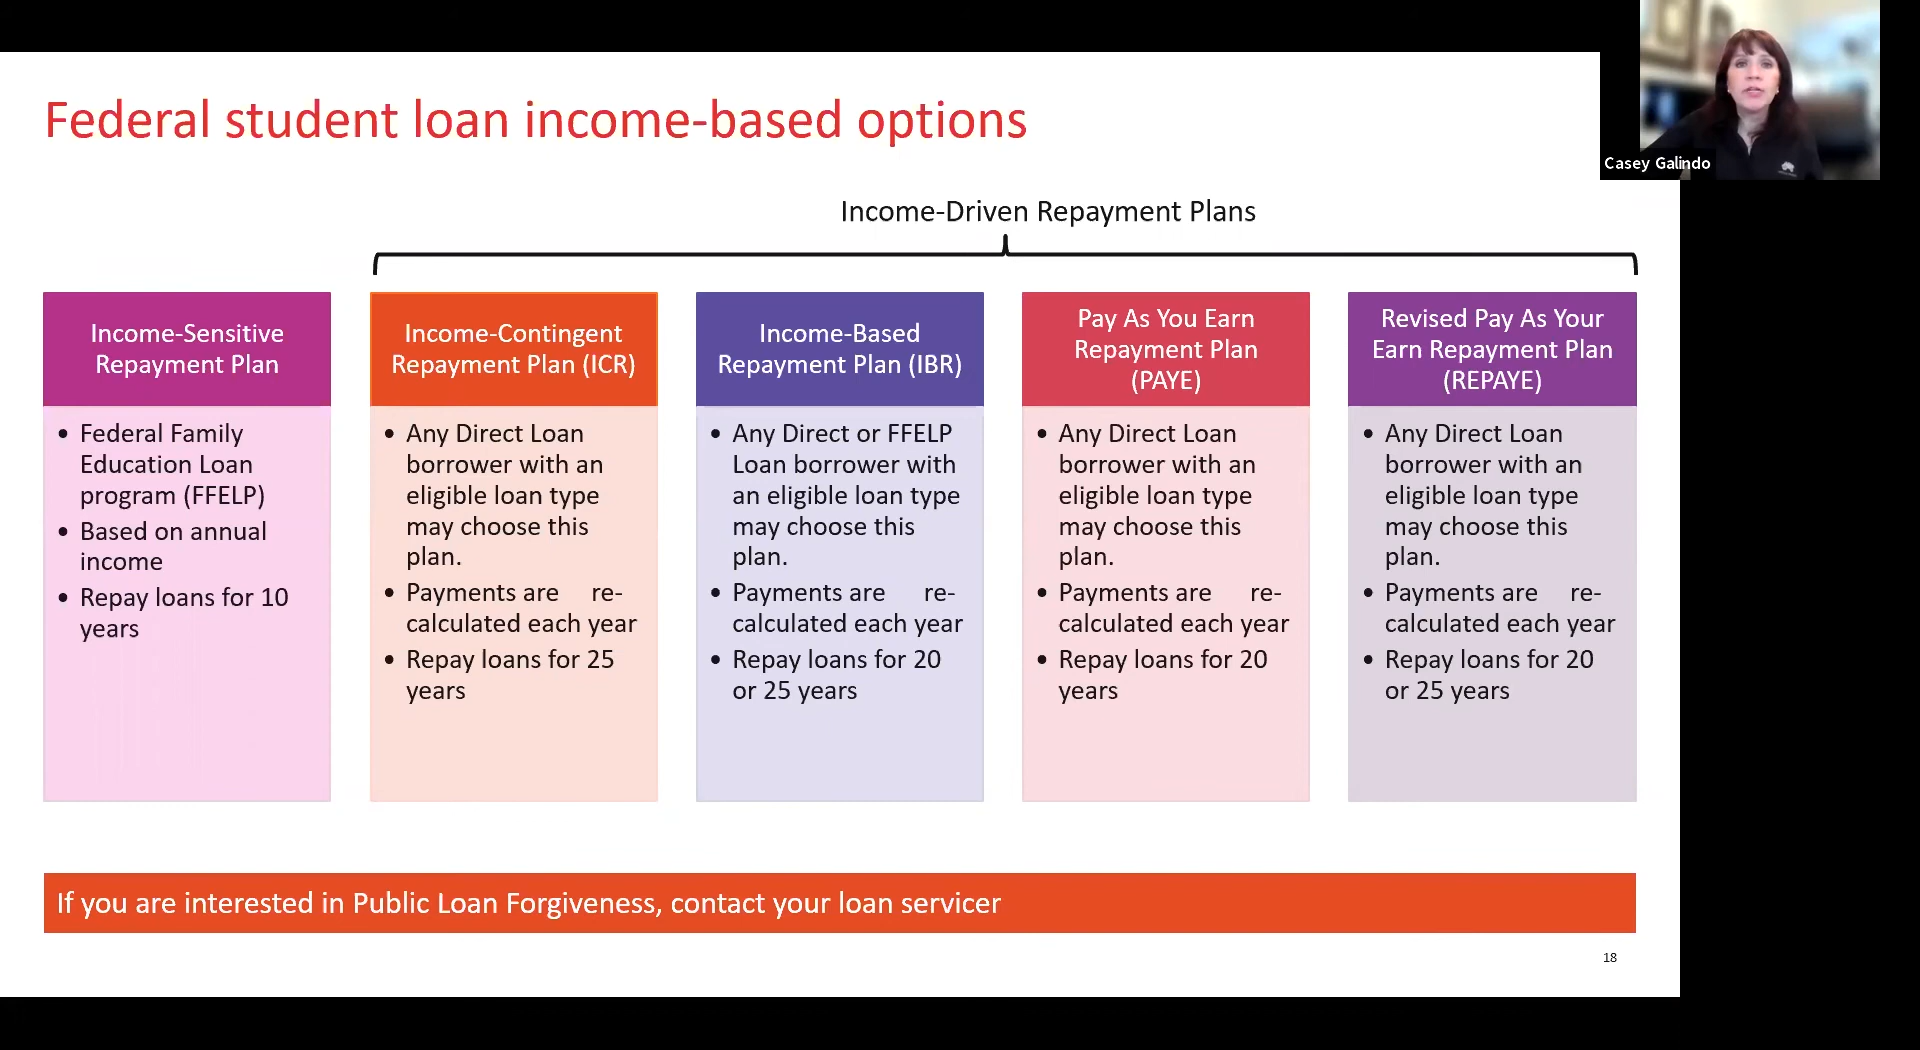 Federal student loan income-based options
Casey Galindo
Income-Driven Repayment Plans
Income-Sensitive
Repayment Plan
• Federal Family
Education Loan
program (FFELP)
• Based on annual
income
• Repay loans for 10
years
Income-Contingent
Repayment Plan (ICR)
• Any Direct Loan
borrower with an
eligible loan type
may choose this
plan.
• Payments are re-
calculated each year
• Repay loans for 25
years
Income-Based
Repayment Plan (IBR)
• Any Direct or FFELP
Loan borrower with
an eligible loan type
may choose this
plan.
• Payments are re-
calculated each year
• Repay loans for 20
or 25 years
Pay As You Earn
Repayment Plan
(PAYE)
• Any Direct Loan
borrower with an
eligible loan type
may choose this
plan.
• Payments are re-
calculated each year
• Repay loans for 20
years
Revised Pay As Your
Earn Repayment Plan
(REPAYE)
• Any Direct Loan
borrower with an
eligible loan type
may choose this
plan.
• Payments are re-
calculated each year
• Repay loans for 20
or 25 years
If you are interested in Public Loan Forgiveness, contact your loan servicer
18